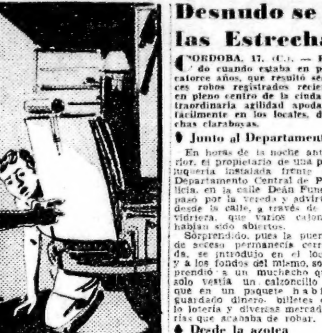 Desnudo se
las Estrecha
CORDOBA, 17. (C.). —
do cuando estaba en p
catorce años, que resultó se
ces robos registrados recie
en pleno centro de la ciuda
traordinaria agilidad apoda
fácilmente en los locales, d
chas claraboyas.
Junto al Departament
En horas de la noche ant
rior, el propietario de una p
luquería instalada frente
Departamento Central de P
licía, en la calle Deán Fune
pasó por la vereda y advirt
desde la calle, a través de
vidriera, que varios cajon
habían sido abiertos.
Sorprendido, pues la puer
de acceso permanecía cerr
da, se introdujo en el loc
y a los fondos del mismo, so
prendió a un muchacho q
sólo vestía un calzoncillo
que en un paquete hab
guardado dinero, billetes
lotería y diversas mercad
rías que acababa de robar.
Desde la azotea